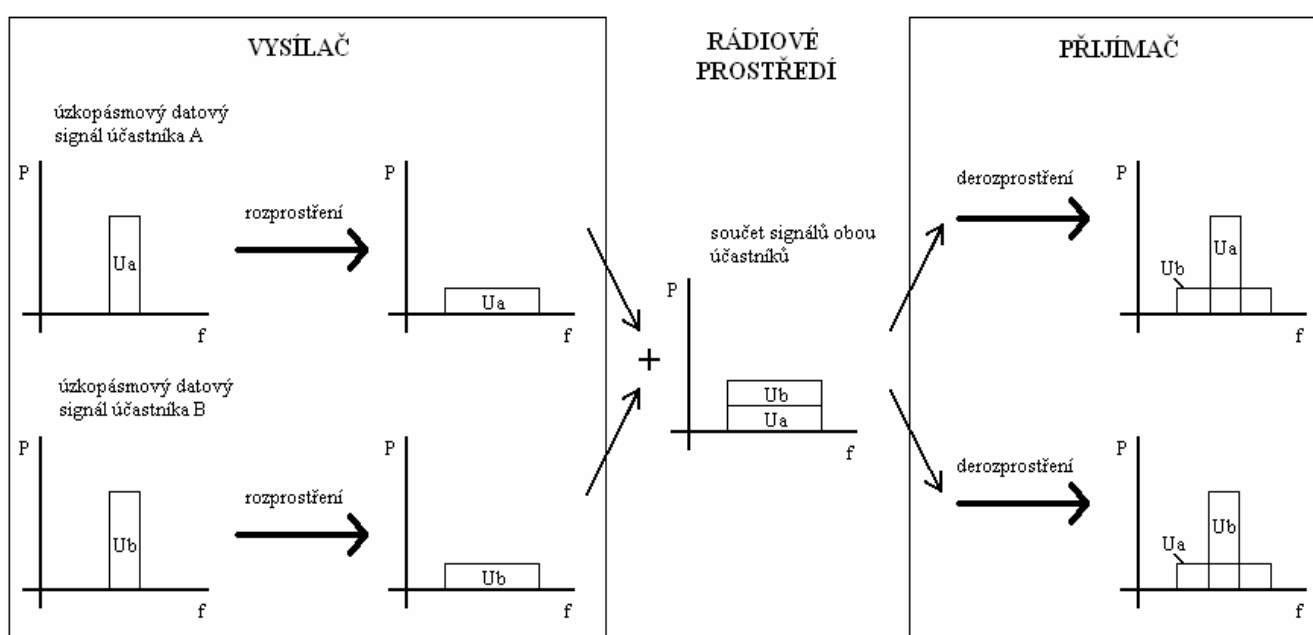 VYSÍLAČ
RÁDIOVÉ
PROSTŘEDÍ
PŘIJÍMAČ
úzkopásmový datový
signál účastníka A
P
Ua
f
rozprostření
P
Ua
f
úzkopásmový datový
signál účastníka B
P
Ub
f
rozprostření
P
Ub
f
+
součet signálů obou
účastníků
P
Ub
Ua
f
derozprostření
P
Ub
Ua
f
derozprostření
P
Ua
Ub
f